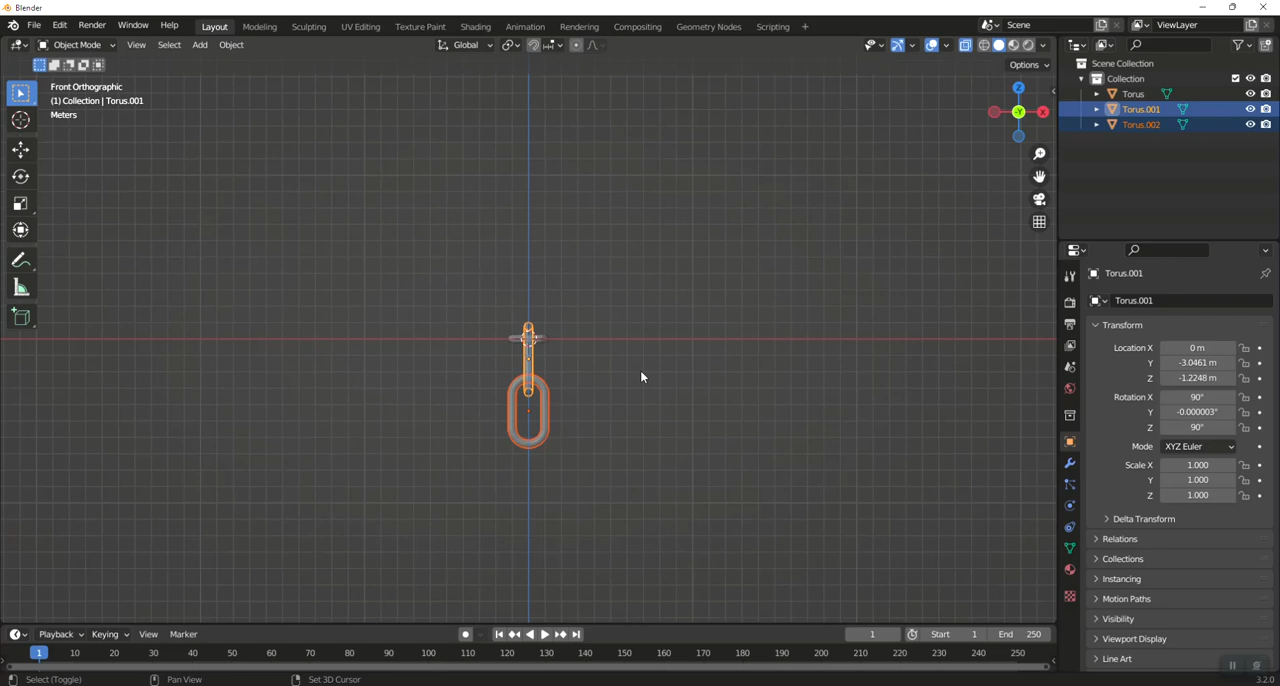 Blender
File Edit Render Window Help Layout Modeling Sculpting UV Editing Texture Paint Shading Animation Rendering Compositing Geometry Nodes Scripting + Scene ViewLayer
Object Mode View Select Add Object Global
Options
Front Orthographic
(1) Collection | Torus.001
Meters
Z
X
-Y
Scene Collection
Collection
Torus
Torus.001
Torus.002
Torus.001
Torus.001
Transform
Location X 0 m
Y -3.0461 m
Z -1.2248 m
Rotation X 90°
Y -0.000003°
Z 90°
Mode XYZ Euler
Scale X 1.000
Y 1.000
Z 1.000
Delta Transform
Relations
Collections
Instancing
Motion Paths
Visibility
Viewport Display
Line Art
Playback Keying View Marker 1 Start 1 End 250
1 10 20 30 40 50 60 70 80 90 100 110 120 130 140 150 160 170 180 190 200 210 220 230 240 250
Select (Toggle) Pan View Set 3D Cursor 3.2.0